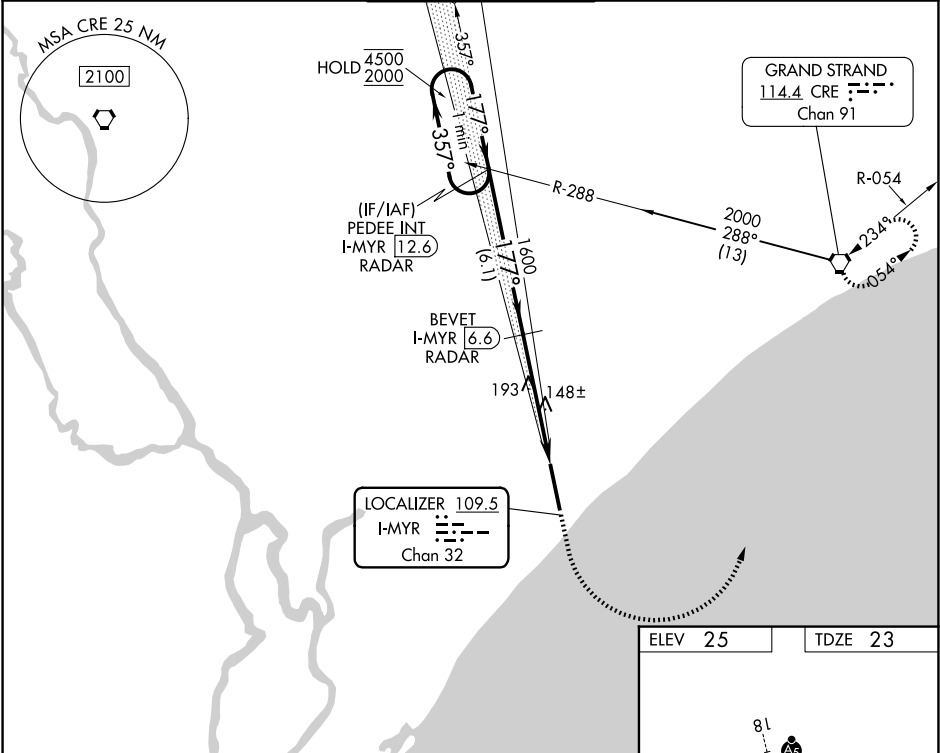 MSA CRE 25 NM
2100
HOLD 4500
2000
357°
177°
1 min
357°
(IF/IAF)
PEDEE INT
I-MYR 12.6
RADAR
R-288
2000
288°
(13)
GRAND STRAND
114.4 CRE
Chan 91
R-054
234°
054°
1600
177°
(6.1)
BEVET
I-MYR 6.6
RADAR
193
148±
LOCALIZER 109.5
I-MYR
Chan 32
ELEV 25
TDZE 23
18
A5